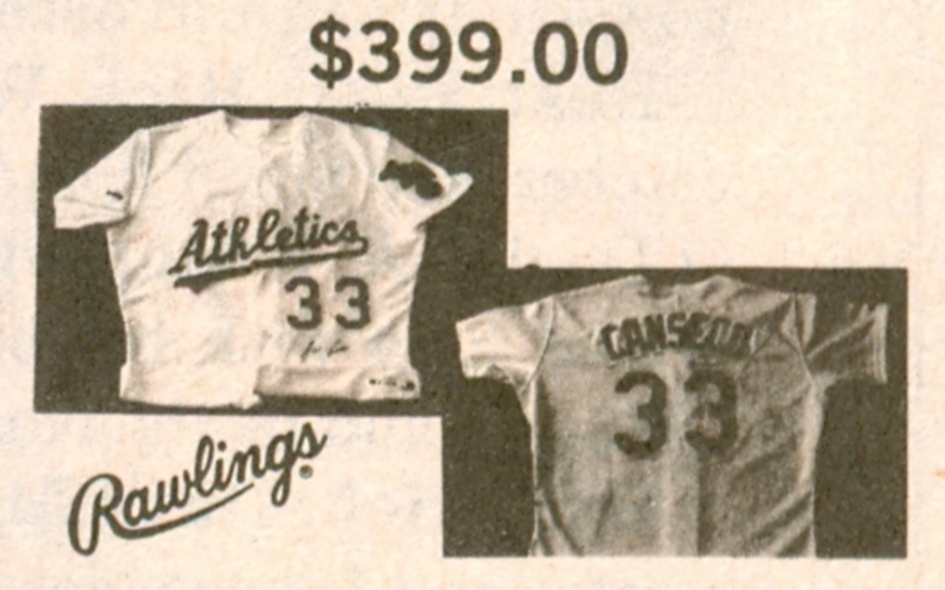 $399.00
Athletics
33
CANSECO
33
Rawlings®